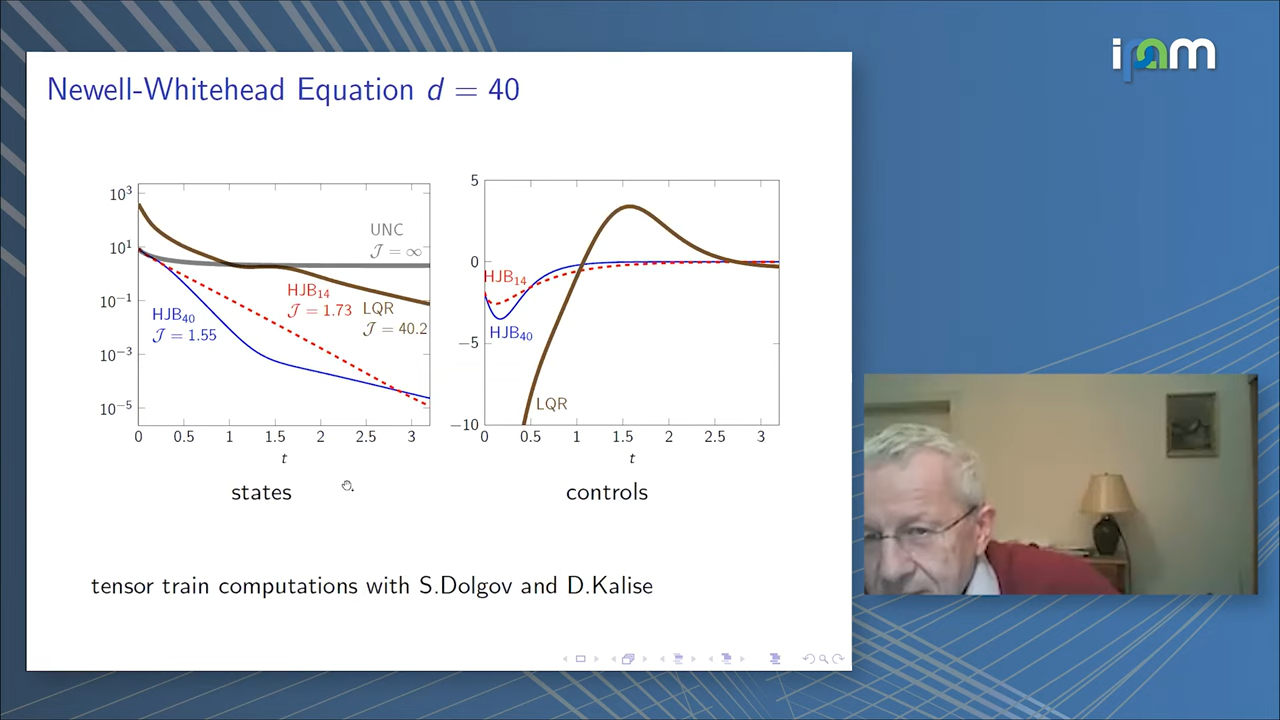 ipam
Newell-Whitehead Equation d = 40
10³
10¹
10⁻¹
10⁻³
10⁻⁵
0 0.5 1 1.5 2 2.5 3
t
UNC
𝒥 = ∞
HJB₁₄
𝒥 = 1.73
LQR
𝒥 = 40.2
HJB₄₀
𝒥 = 1.55
states
5
0
−5
−10
0 0.5 1 1.5 2 2.5 3
t
HJB₁₄
HJB₄₀
LQR
controls
tensor train computations with S.Dolgov and D.Kalise